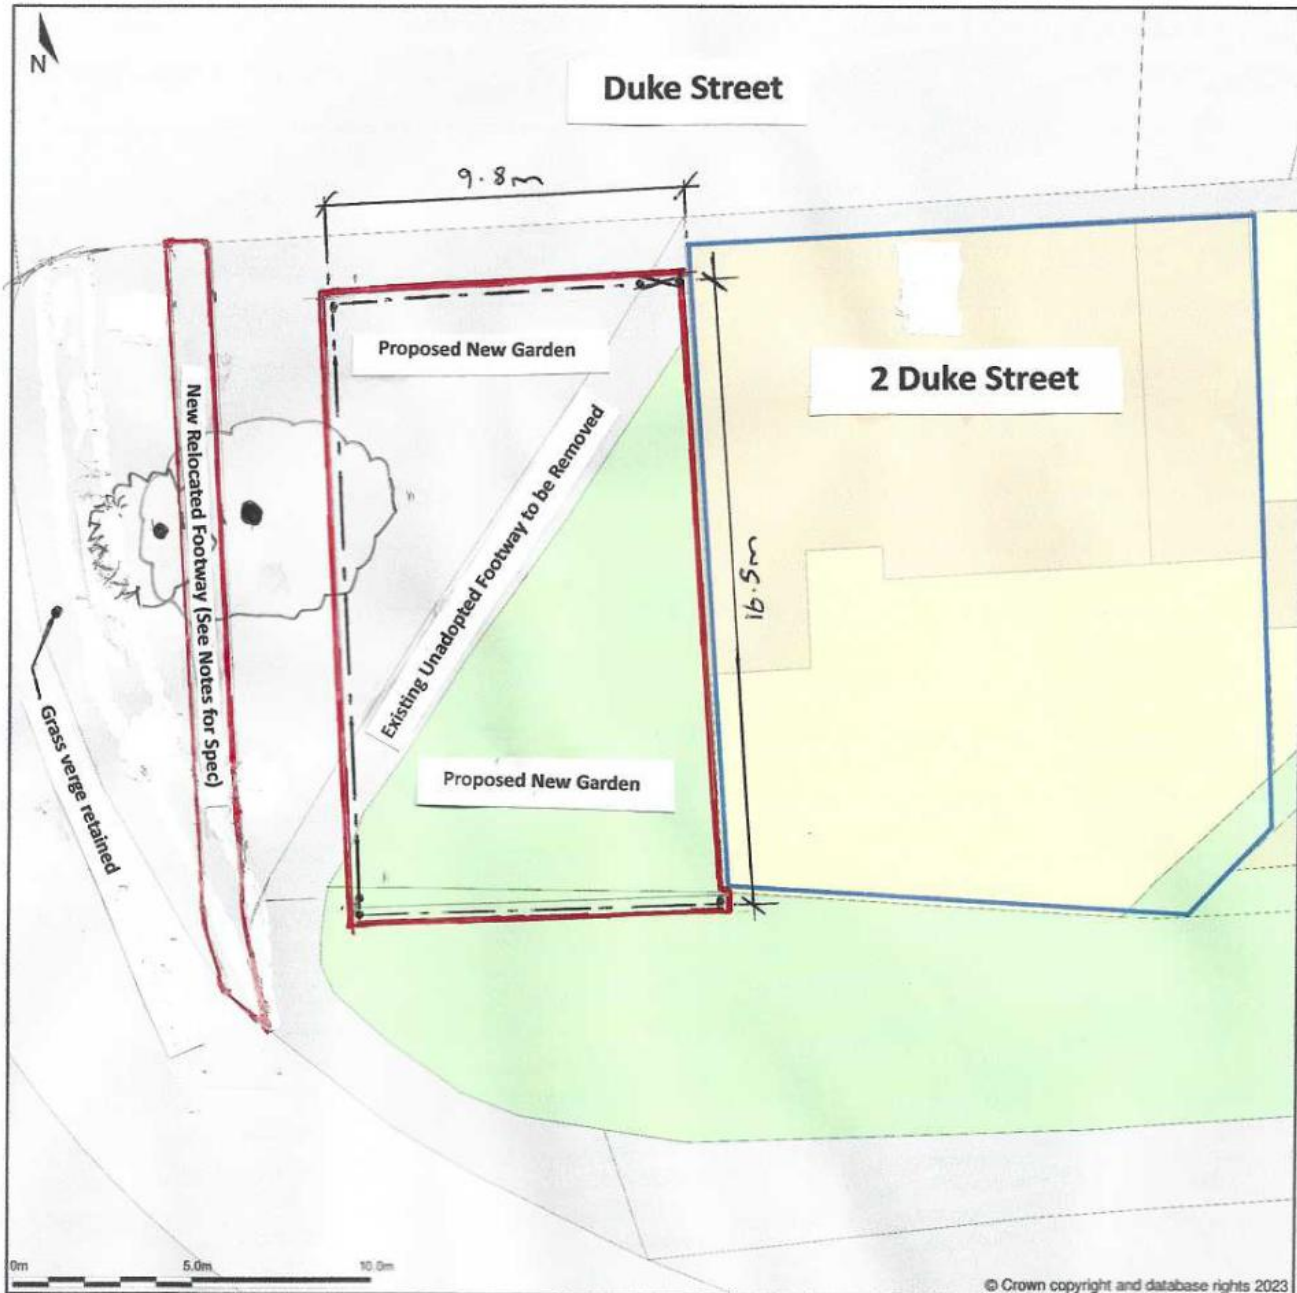 N
Duke Street
9.8m
Proposed New Garden
2 Duke Street
New Relocated Footway (See Notes for Spec)
Existing Unadopted Footway to be Removed
16.5m
Grass verge retained
Proposed New Garden
0m 5.0m 10.0m
© Crown copyright and database rights 2023